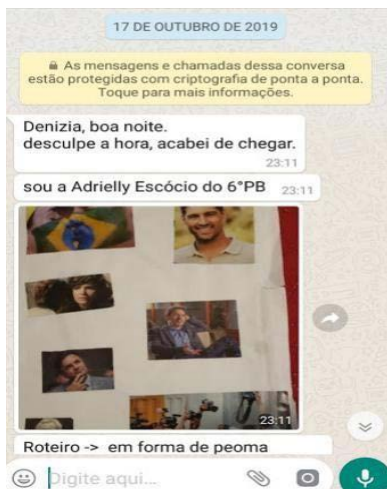 17 DE OUTUBRO DE 2019
As mensagens e chamadas dessa conversa
estão protegidas com criptografia de ponta a ponta.
Toque para mais informações.
Denizia, boa noite.
desculpe a hora, acabei de chegar.
23:11
sou a Adrielly Escócio do 6°PB 23:11
23:11
Roteiro -> em forma de peoma
Digite aqui...